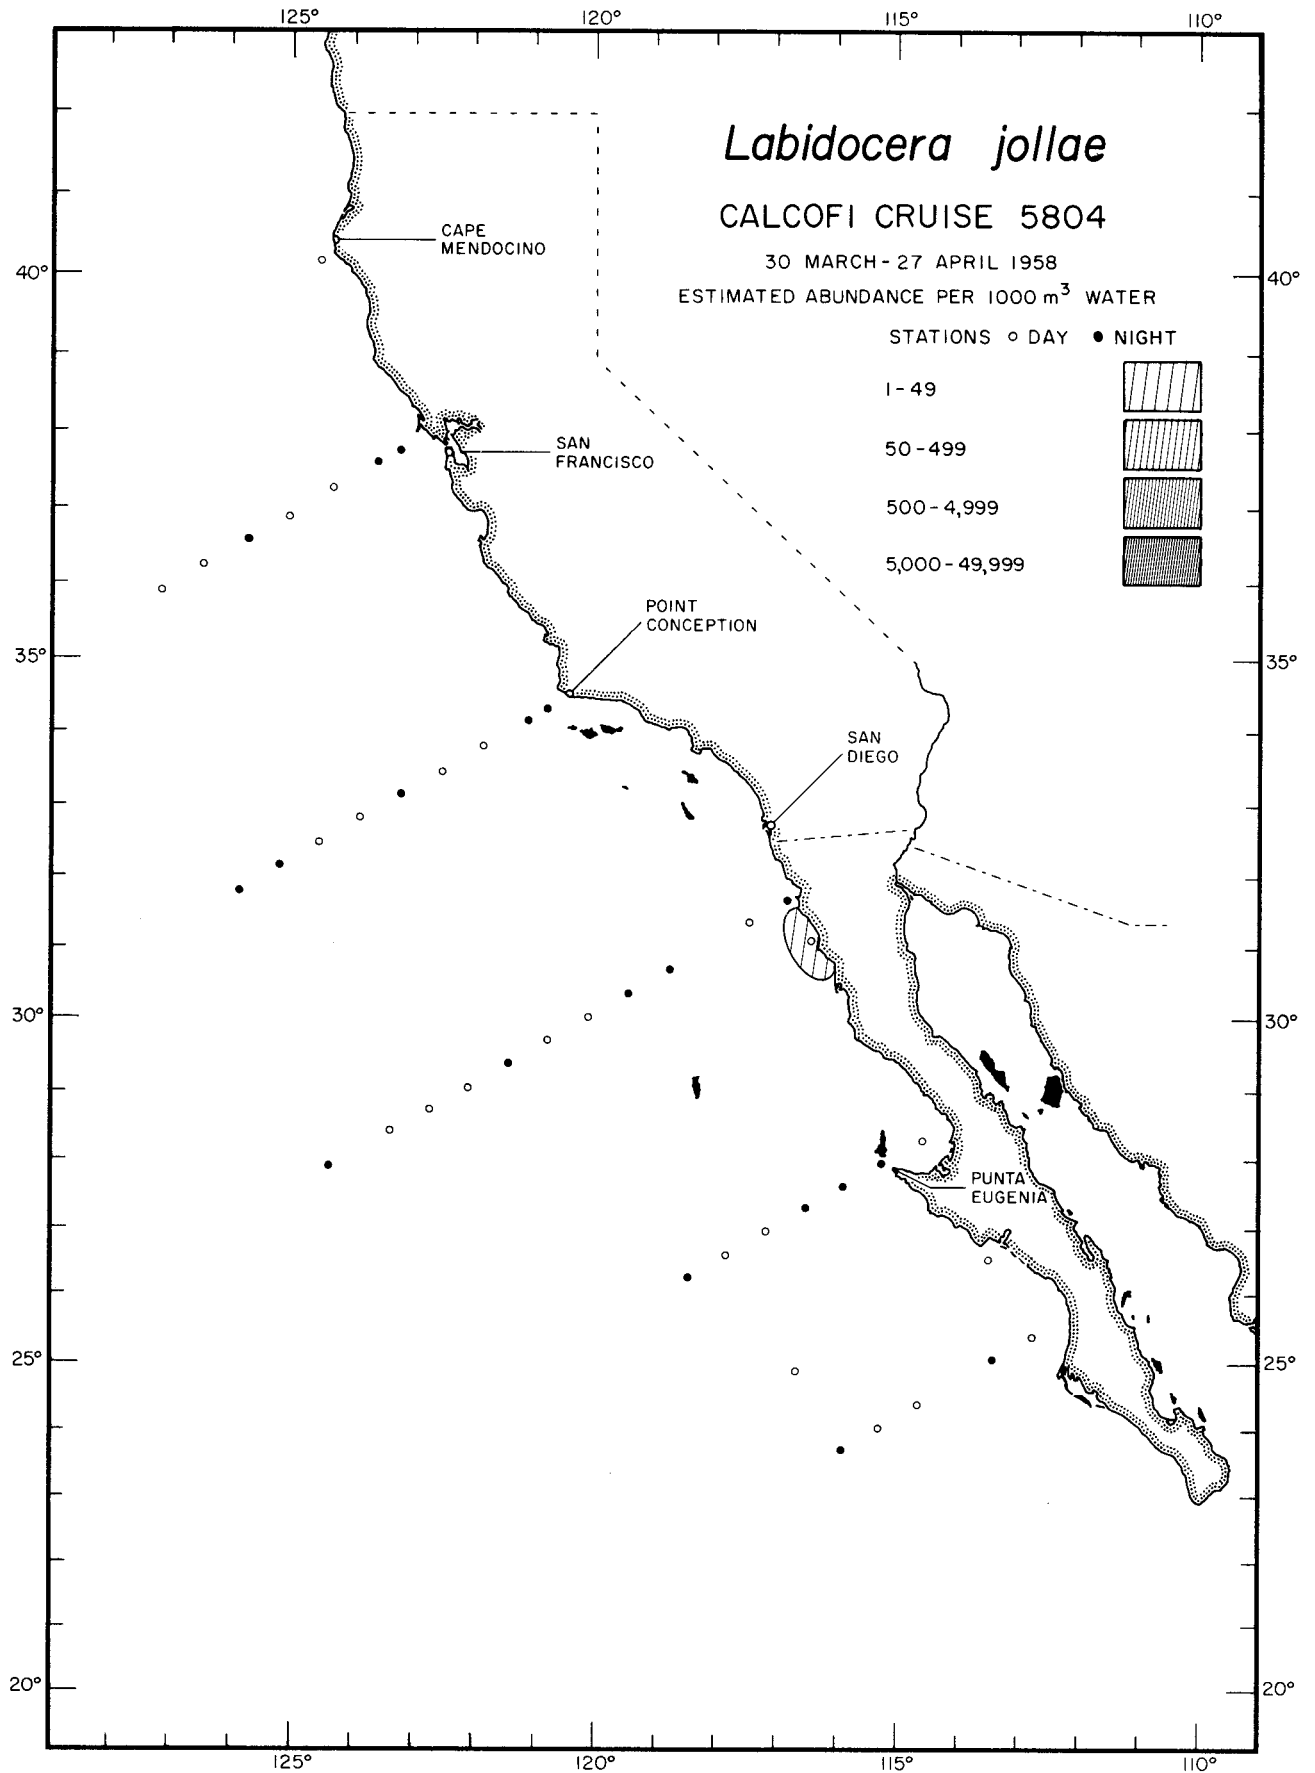 125° 120° 115° 110°
Labidocera jollae
CALCOFI CRUISE 5804
30 MARCH - 27 APRIL 1958
ESTIMATED ABUNDANCE PER 1000 m³ WATER
STATIONS ○ DAY ● NIGHT
1 - 49
50 - 499
500 - 4,999
5,000 - 49,999
CAPE
MENDOCINO
40° 40°
SAN
FRANCISCO
POINT
CONCEPTION
35° 35°
SAN
DIEGO
30° 30°
PUNTA
EUGENIA
25° 25°
20° 20°
125° 120° 115° 110°